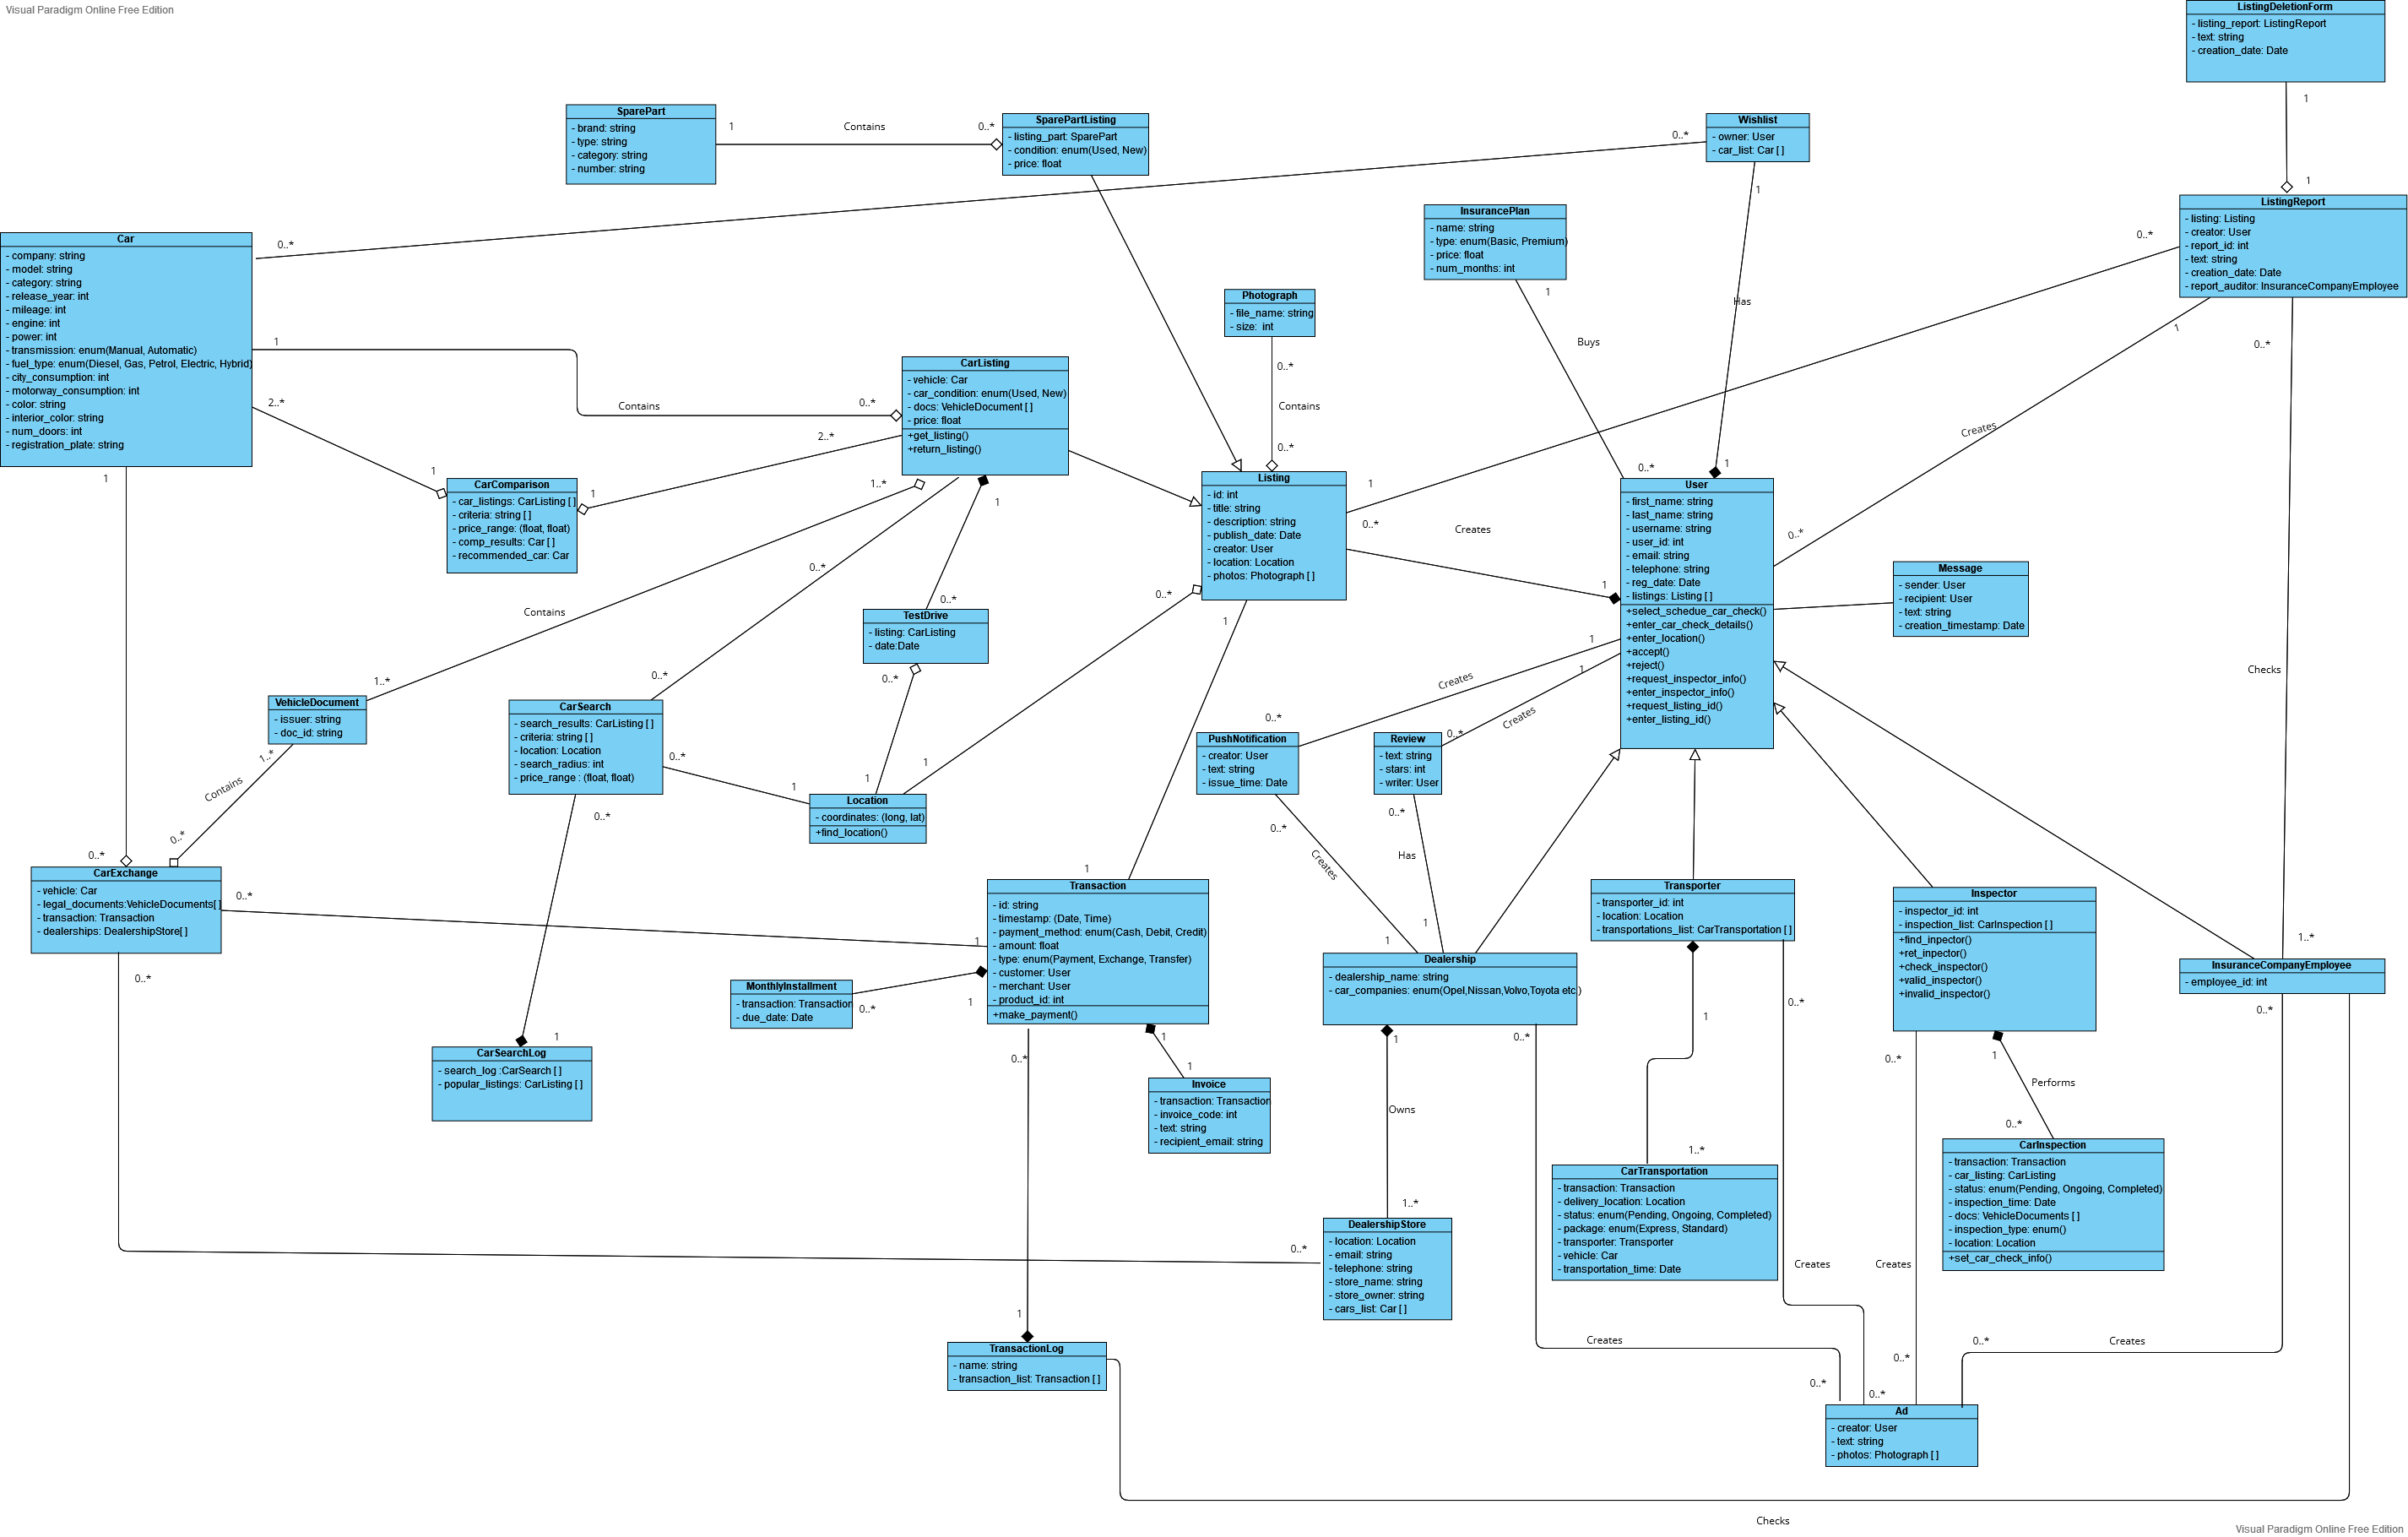 Visual Paradigm Online Free Edition
ListingDeletionForm
- listing_report: ListingReport
- text: string
- creation_date: Date
1
1
SparePart
- brand: string
- type: string
- category: string
- number: string
1
Contains
0..*
SparePartListing
- listing_part: SparePart
- condition: enum(Used, New)
- price: float
Wishlist
- owner: User
- car_list: Car [ ]
0..*
0..*
1
Has
1
ListingReport
- listing: Listing
- creator: User
- report_id: int
- text: string
- creation_date: Date
- report_auditor: InsuranceCompanyEmployee
0..*
1
0..*
InsurancePlan
- name: string
- type: enum(Basic, Premium)
- price: float
- num_months: int
1
Buys
0..*
Car
- company: string
- model: string
- category: string
- release_year: int
- mileage: int
- engine: int
- power: int
- transmission: enum(Manual, Automatic)
- fuel_type: enum(Diesel, Gas, Petrol, Electric, Hybrid)
- city_consumption: int
- motorway_consumption: int
- color: string
- interior_color: string
- num_doors: int
- registration_plate: string
1
Contains
0..*
2..*
1
1
Photograph
- file_name: string
- size:  int
0..*
Contains
0..*
CarListing
- vehicle: Car
- car_condition: enum(Used, New)
- docs: VehicleDocument [ ]
- price: float
+get_listing()
+return_listing()
2..*
1
1..*
1
CarComparison
- car_listings: CarListing [ ]
- criteria: string [ ]
- price_range: (float, float)
- comp_results: Car [ ]
- recommended_car: Car
Listing
- id: int
- title: string
- description: string
- publish_date: Date
- creator: User
- location: Location
- photos: Photograph [ ]
1
0..*
Creates
1
0..*
1
User
- first_name: string
- last_name: string
- username: string
- user_id: int
- email: string
- telephone: string
- reg_date: Date
- listings: Listing [ ]
+select_schedue_car_check()
+enter_car_check_details()
+enter_location()
+accept()
+reject()
+request_inspector_info()
+enter_inspector_info()
+request_listing_id()
+enter_listing_id()
Creates
0..*
Message
- sender: User
- recipient: User
- text: string
- creation_timestamp: Date
Checks
1..*
0..*
Contains
1..*
0..*
0..*
TestDrive
- listing: CarListing
- date:Date
0..*
1
VehicleDocument
- issuer: string
- doc_id: string
1..*
Contains
0..*
CarSearch
- search_results: CarListing [ ]
- criteria: string [ ]
- location: Location
- search_radius: int
- price_range : (float, float)
0..*
1
0..*
1
Location
- coordinates: (long, lat)
+find_location()
1
1
Creates
0..*
1
Creates
0..*
PushNotification
- creator: User
- text: string
- issue_time: Date
0..*
Creates
1
Review
- text: string
- stars: int
- writer: User
0..*
Has
1
0..*
CarExchange
- vehicle: Car
- legal_documents:VehicleDocuments[ ]
- transaction: Transaction
- dealerships: DealershipStore[ ]
0..*
1
0..*
1
Transaction
- id: string
- timestamp: (Date, Time)
- payment_method: enum(Cash, Debit, Credit)
- amount: float
- type: enum(Payment, Exchange, Transfer)
- customer: User
- merchant: User
- product_id: int
+make_payment()
MonthlyInstallment
- transaction: Transaction
- due_date: Date
0..*
1
1
1
Invoice
- transaction: Transaction
- invoice_code: int
- text: string
- recipient_email: string
0..*
1
CarSearchLog
- search_log :CarSearch [ ]
- popular_listings: CarListing [ ]
Dealership
- dealership_name: string
- car_companies: enum(Opel,Nissan,Volvo,Toyota etc.)
1
Owns
1..*
0..*
Transporter
- transporter_id: int
- location: Location
- transportations_list: CarTransportation [ ]
1
1..*
0..*
Inspector
- inspector_id: int
- inspection_list: CarInspection [ ]
+find_inpector()
+ret_inpector()
+check_inspector()
+valid_inspector()
+invalid_inspector()
0..*
1
Performs
0..*
InsuranceCompanyEmployee
- employee_id: int
0..*
CarTransportation
- transaction: Transaction
- delivery_location: Location
- status: enum(Pending, Ongoing, Completed)
- package: enum(Express, Standard)
- transporter: Transporter
- vehicle: Car
- transportation_time: Date
CarInspection
- transaction: Transaction
- car_listing: CarListing
- status: enum(Pending, Ongoing, Completed)
- inspection_time: Date
- docs: VehicleDocuments [ ]
- inspection_type: enum()
- location: Location
+set_car_check_info()
DealershipStore
- location: Location
- email: string
- telephone: string
- store_name: string
- store_owner: string
- cars_list: Car [ ]
0..*
TransactionLog
- name: string
- transaction_list: Transaction [ ]
Creates
0..*
Creates
0..*
Creates
0..*
Creates
0..*
Ad
- creator: User
- text: string
- photos: Photograph [ ]
Checks
Visual Paradigm Online Free Edition